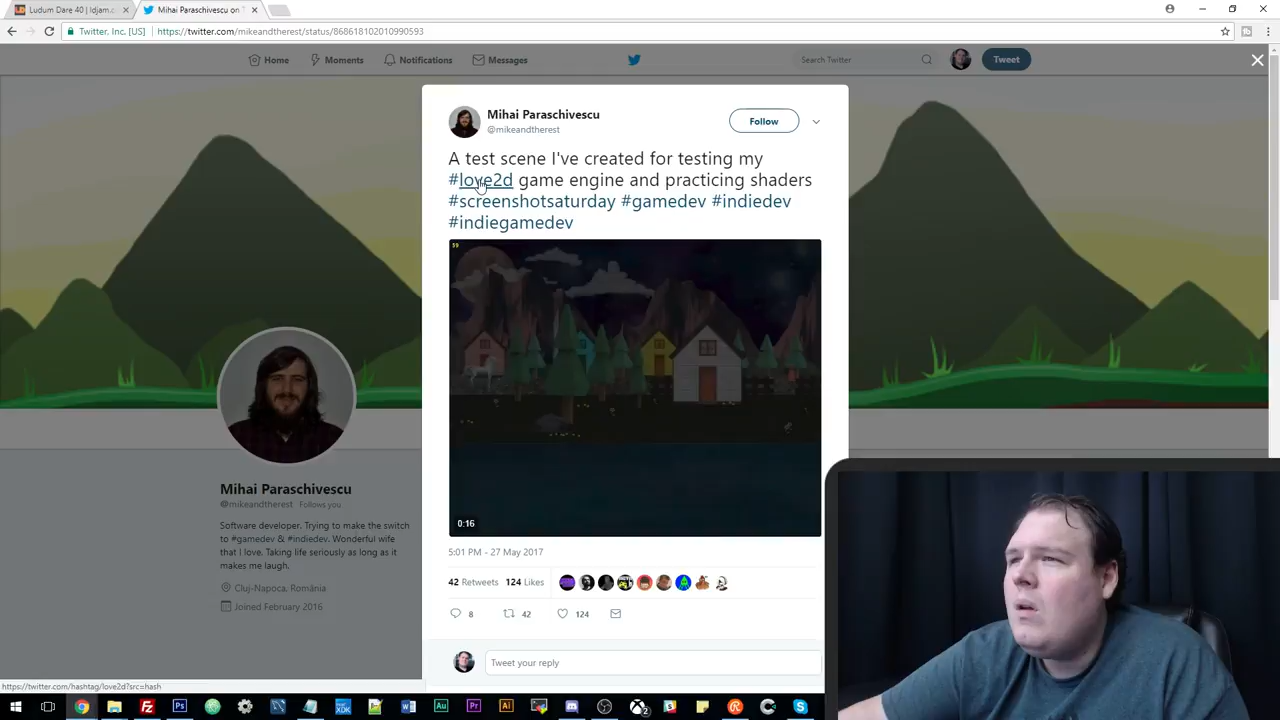 Ludum Dare 40 | ldjam.c
Mihai Paraschivescu on T
Twitter, Inc. [US] | https://twitter.com/mikeandtherest/status/868618102010990593
Home
Moments
Notifications
Messages
Search Twitter
Tweet
Mihai Paraschivescu
@mikeandtherest
Follow
A test scene I've created for testing my
#love2d game engine and practicing shaders
#screenshotsaturday #gamedev #indiedev
#indiegamedev
59
0:16
5:01 PM - 27 May 2017
42 Retweets 124 Likes
8 42 124
Tweet your reply
Mihai Paraschivescu
@mikeandtherest Follows you
Software developer. Trying to make the switch
to #gamedev & #indiedev. Wonderful wife
that I love. Taking life seriously as long as it
makes me laugh.
Cluj-Napoca, România
Joined February 2016
https://twitter.com/hashtag/love2d?src=hash